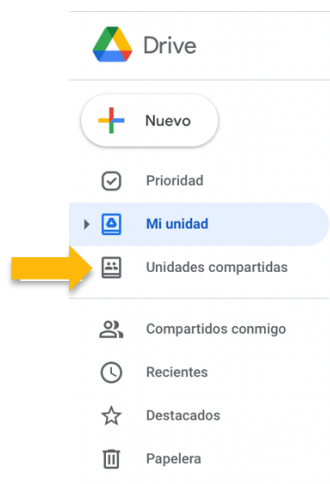 Drive
Nuevo
Prioridad
Mi unidad
Unidades compartidas
Compartidos conmigo
Recientes
Destacados
Papelera